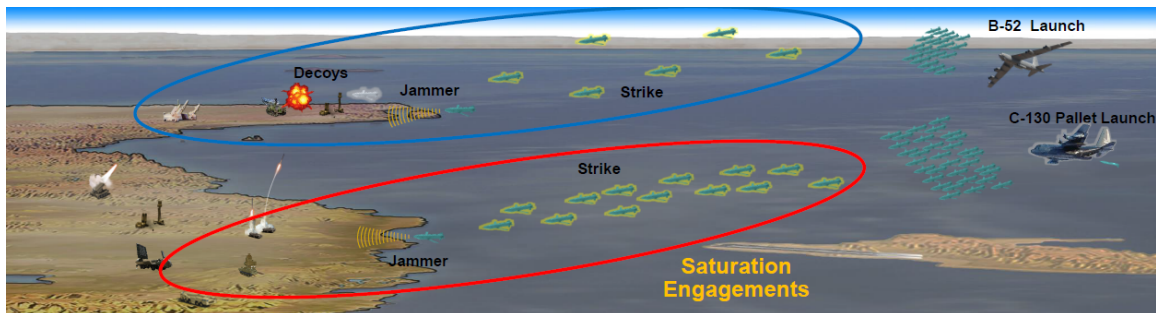 B-52 Launch
Decoys
Jammer
Strike
C-130 Pallet Launch
Strike
Jammer
Saturation
Engagements